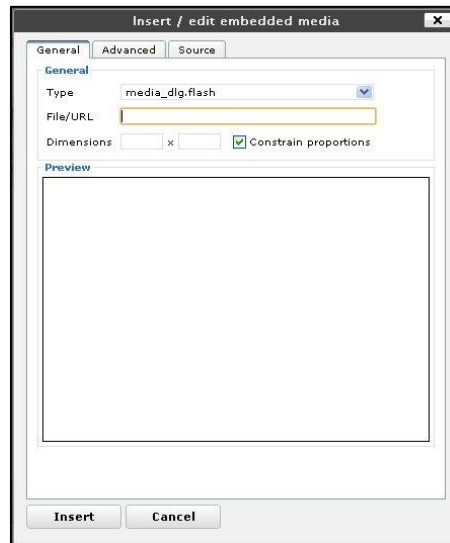 Insert / edit embedded media
General Advanced Source
General
Type media_dlg.flash
File/URL
Dimensions x Constrain proportions
Preview
Insert Cancel